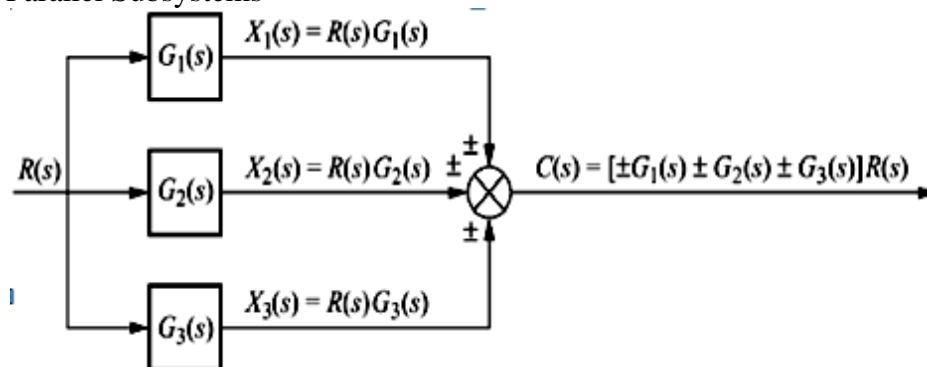 Parallel Subsystems
X₁(s) = R(s)G₁(s)
G₁(s)
±
±
R(s)
X₂(s) = R(s)G₂(s)
C(s) = [±G₁(s) ± G₂(s) ± G₃(s)]R(s)
G₂(s)
±
X₃(s) = R(s)G₃(s)
G₃(s)